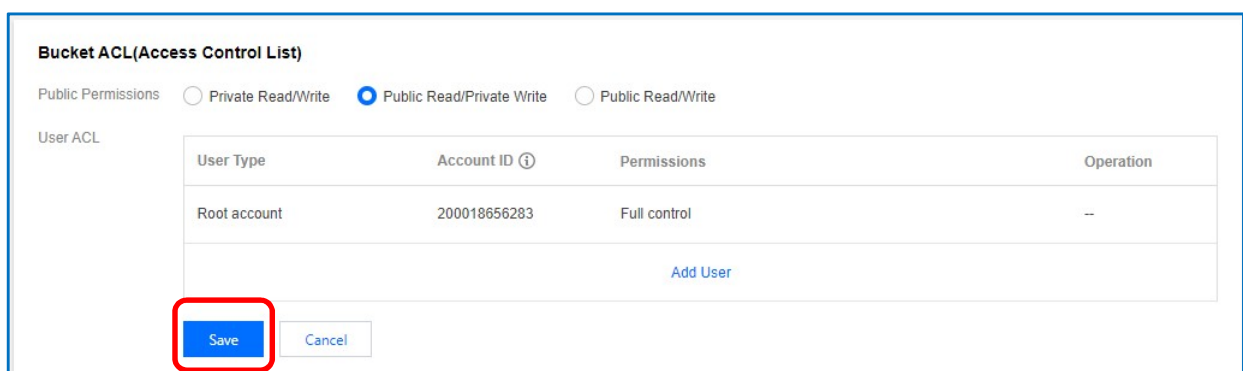 Bucket ACL(Access Control List)
Public Permissions Private Read/Write Public Read/Private Write Public Read/Write
User ACL
User Type Account ID Permissions Operation
Root account 200018656283 Full control --
Add User
Save Cancel